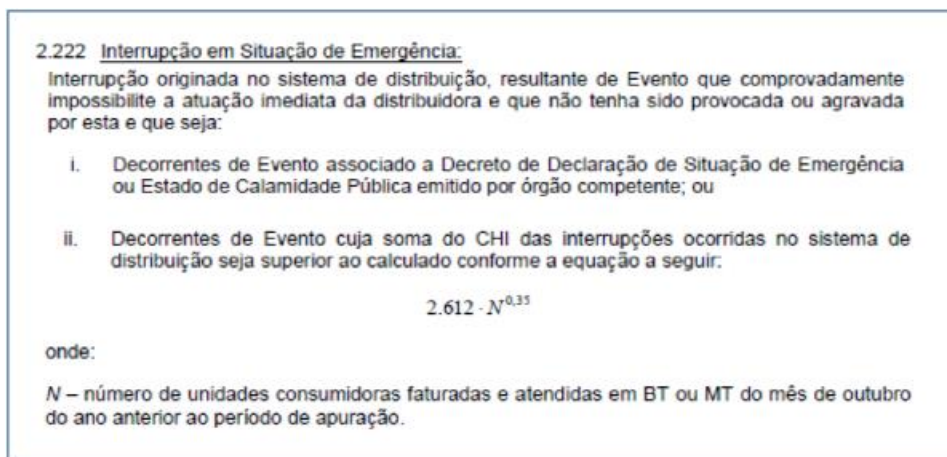 2.222 Interrupção em Situação de Emergência:
Interrupção originada no sistema de distribuição, resultante de Evento que comprovadamente
impossibilite a atuação imediata da distribuidora e que não tenha sido provocada ou agravada
por esta e que seja:
i. Decorrentes de Evento associado a Decreto de Declaração de Situação de Emergência
ou Estado de Calamidade Pública emitido por órgão competente; ou
ii. Decorrentes de Evento cuja soma do CHI das interrupções ocorridas no sistema de
distribuição seja superior ao calculado conforme a equação a seguir:
2.612 · N^0,35
onde:
N – número de unidades consumidoras faturadas e atendidas em BT ou MT do mês de outubro
do ano anterior ao período de apuração.